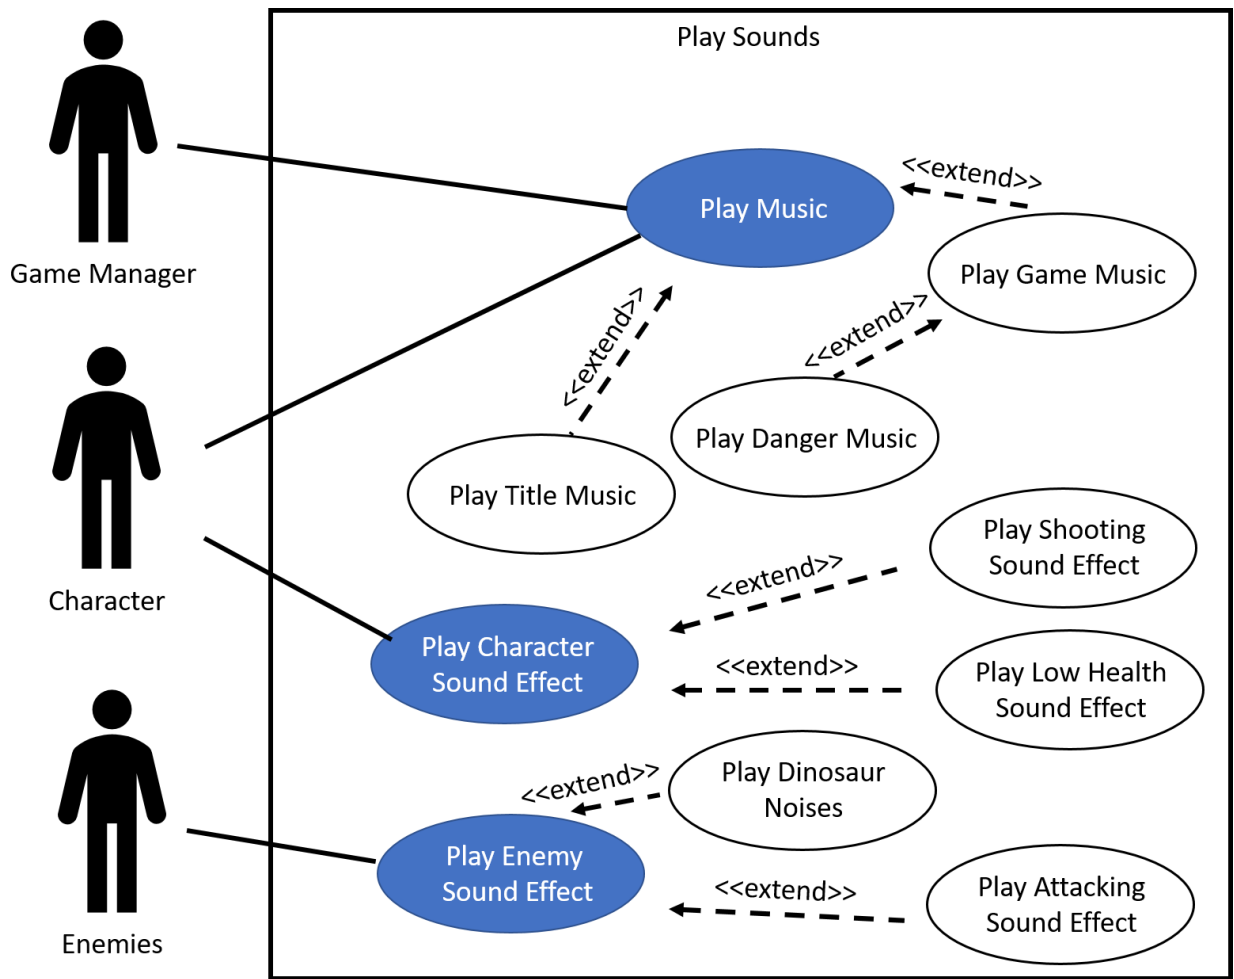 Play Sounds
Game Manager
Play Music
<<extend>>
Play Game Music
<<extend>>
<<extend>>
Play Danger Music
Play Title Music
Character
Play Shooting
Sound Effect
<<extend>>
Play Character
Sound Effect
<<extend>>
Play Low Health
Sound Effect
Play Dinosaur
Noises
<<extend>>
Enemies
Play Enemy
Sound Effect
<<extend>>
Play Attacking
Sound Effect